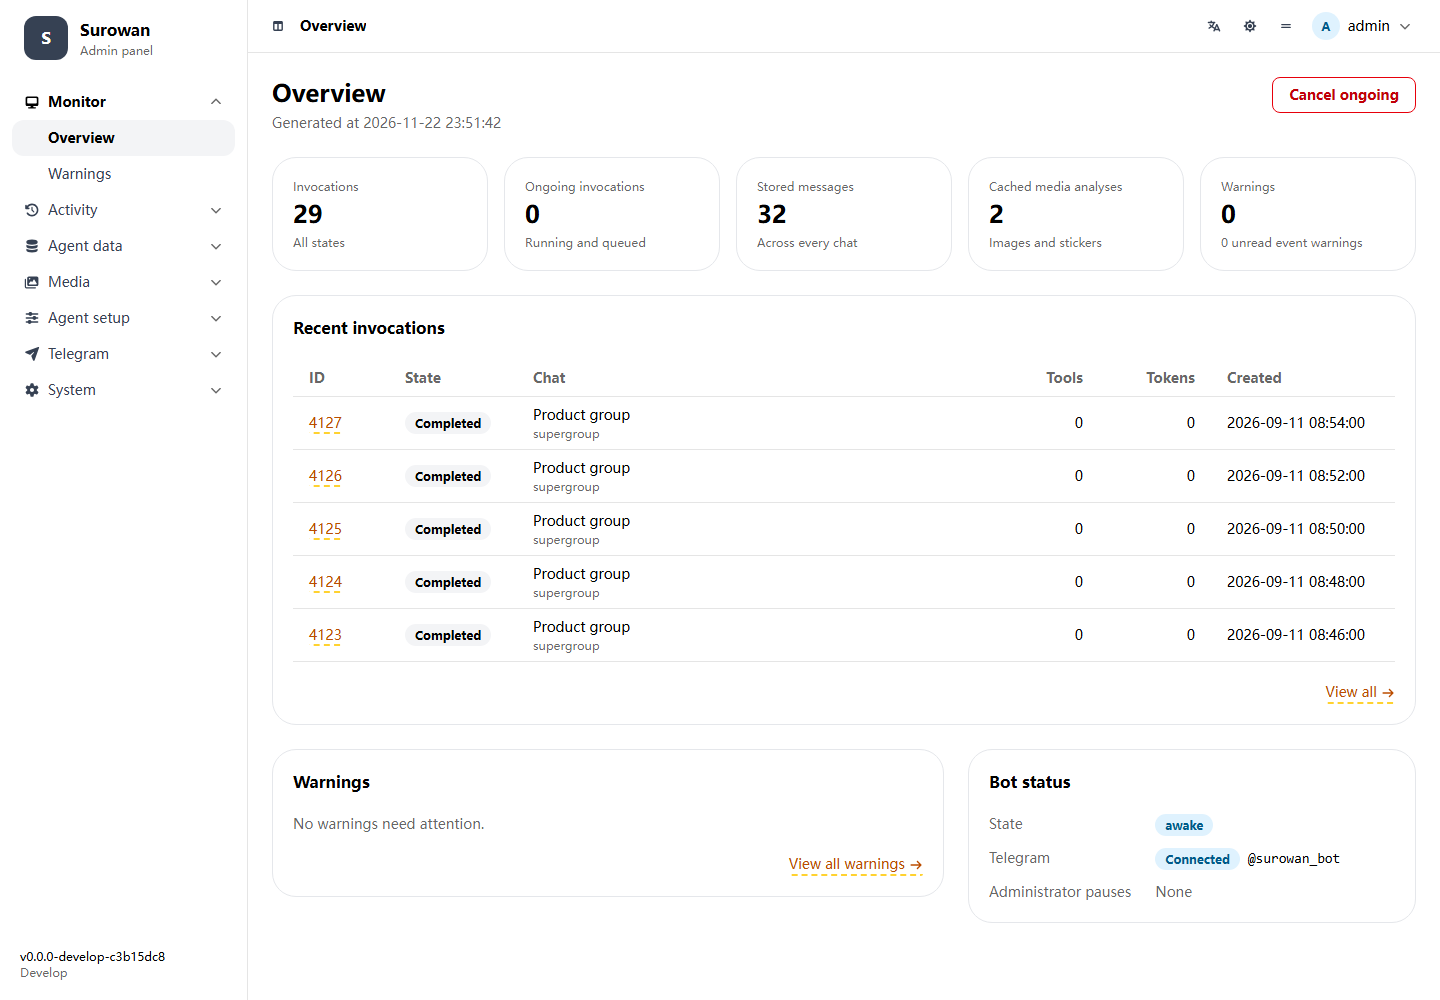 S
Surowan
Admin panel
Monitor
Overview
Warnings
Activity
Agent data
Media
Agent setup
Telegram
System
v0.0.0-develop-c3b15dc8
Develop
Overview
A admin
Overview
Generated at 2026-11-22 23:51:42
Cancel ongoing
Invocations
29
All states
Ongoing invocations
0
Running and queued
Stored messages
32
Across every chat
Cached media analyses
2
Images and stickers
Warnings
0
0 unread event warnings
Recent invocations
ID State Chat Tools Tokens Created
4127 Completed Product group 0 0 2026-09-11 08:54:00
supergroup
4126 Completed Product group 0 0 2026-09-11 08:52:00
supergroup
4125 Completed Product group 0 0 2026-09-11 08:50:00
supergroup
4124 Completed Product group 0 0 2026-09-11 08:48:00
supergroup
4123 Completed Product group 0 0 2026-09-11 08:46:00
supergroup
View all →
Warnings
No warnings need attention.
View all warnings →
Bot status
State awake
Telegram Connected @surowan_bot
Administrator pauses None